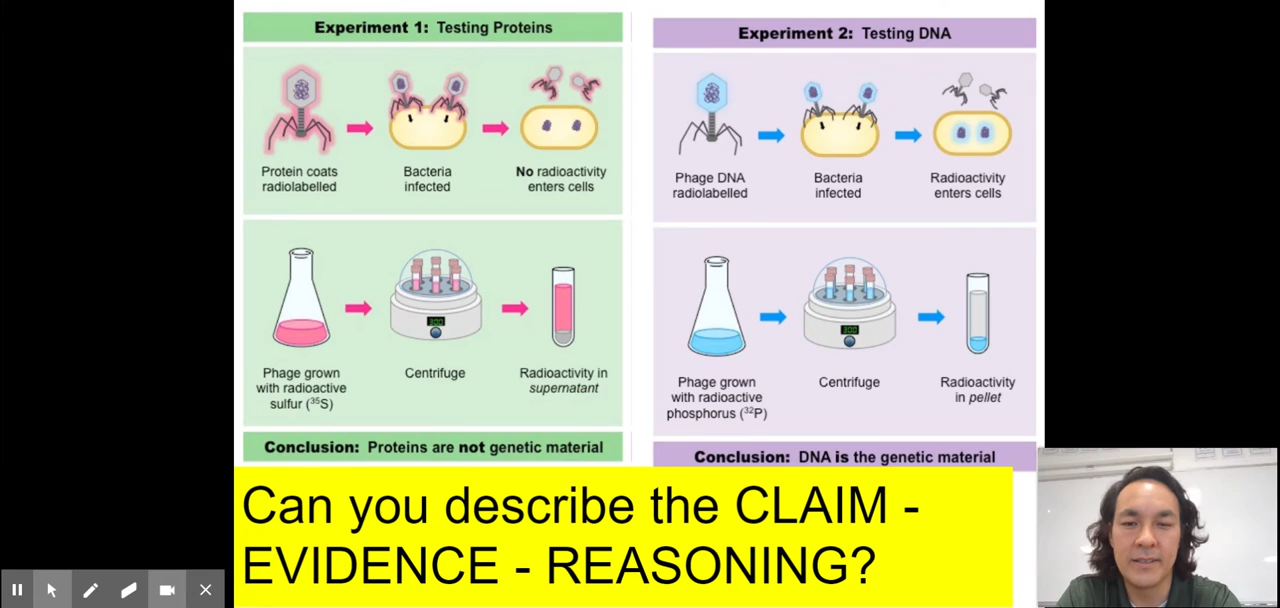 Experiment 1: Testing Proteins
Protein coats
radiolabelled
Bacteria
infected
No radioactivity
enters cells
300
Phage grown
with radioactive
sulfur (³⁵S)
Centrifuge
Radioactivity in
supernatant
Conclusion: Proteins are not genetic material
Experiment 2: Testing DNA
Phage DNA
radiolabelled
Bacteria
infected
Radioactivity
enters cells
300
Phage grown
with radioactive
phosphorus (³²P)
Centrifuge
Radioactivity
in pellet
Conclusion: DNA is the genetic material
Can you describe the CLAIM -
EVIDENCE - REASONING?